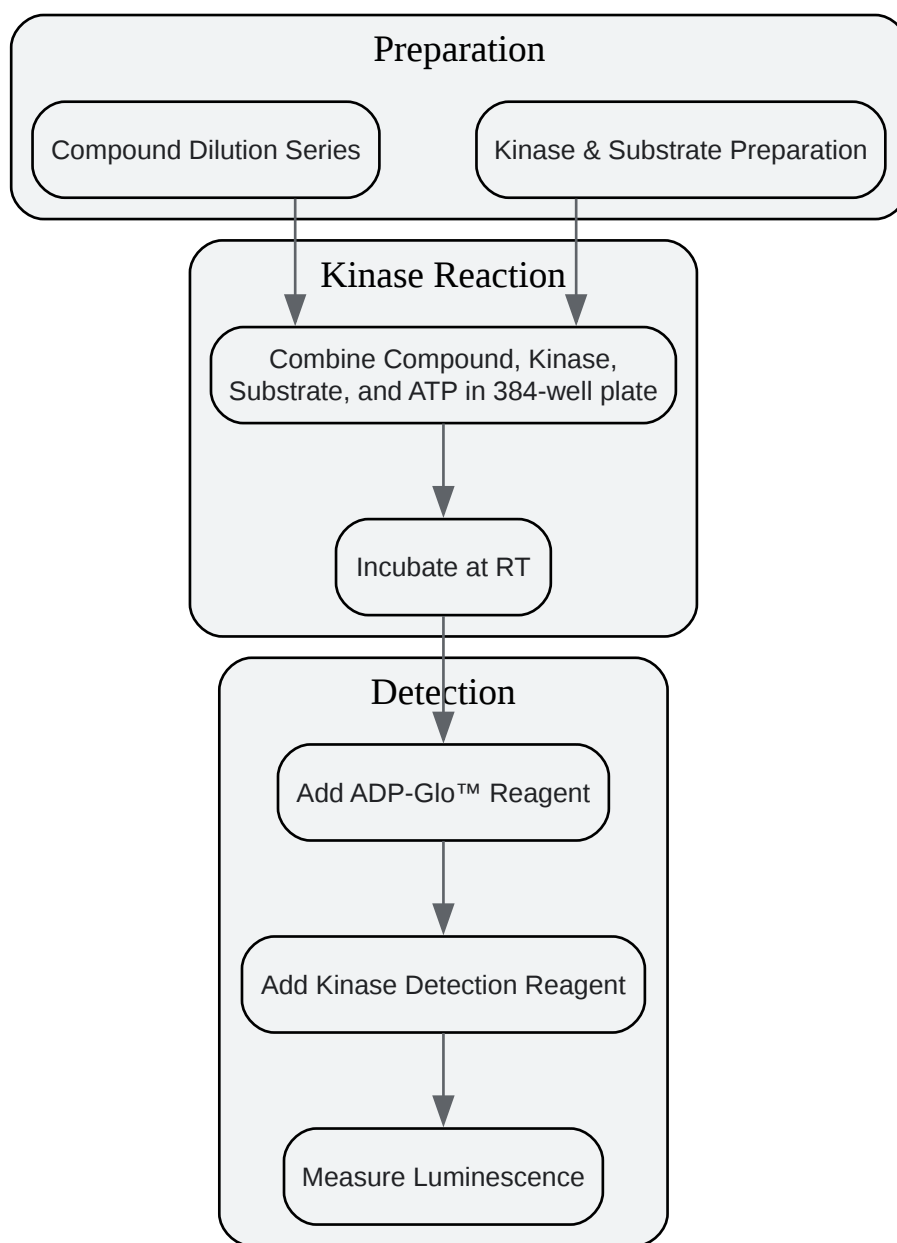 Preparation
Compound Dilution Series
Kinase & Substrate Preparation
Kinase Reaction
Combine Compound, Kinase,
Substrate, and ATP in 384-well plate
Incubate at RT
Detection
Add ADP-Glo™ Reagent
Add Kinase Detection Reagent
Measure Luminescence